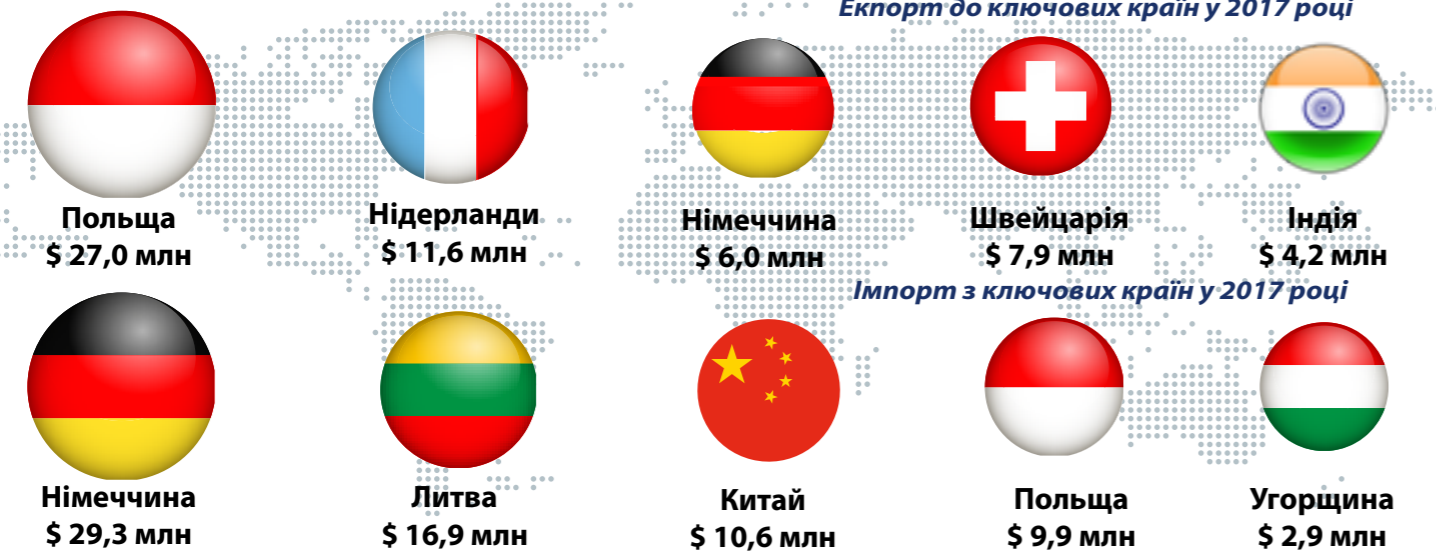 Екпорт до ключових країн у 2017 році
Польща
$ 27,0 млн
Нідерланди
$ 11,6 млн
Німеччина
$ 6,0 млн
Швейцарія
$ 7,9 млн
Індія
$ 4,2 млн
Імпорт з ключових країн у 2017 році
Німеччина
$ 29,3 млн
Литва
$ 16,9 млн
Китай
$ 10,6 млн
Польща
$ 9,9 млн
Угорщина
$ 2,9 млн